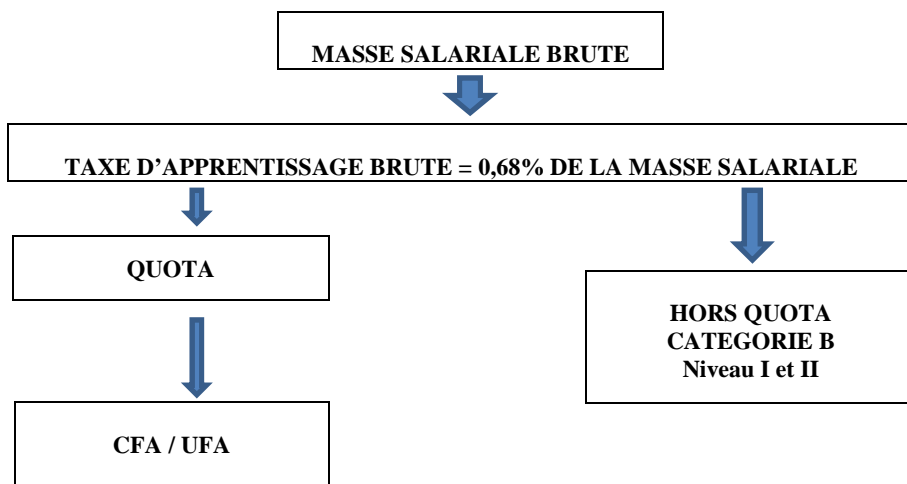 MASSE SALARIALE BRUTE
TAXE D’APPRENTISSAGE BRUTE = 0,68% DE LA MASSE SALARIALE
QUOTA
HORS QUOTA
CATEGORIE B
Niveau I et II
CFA / UFA